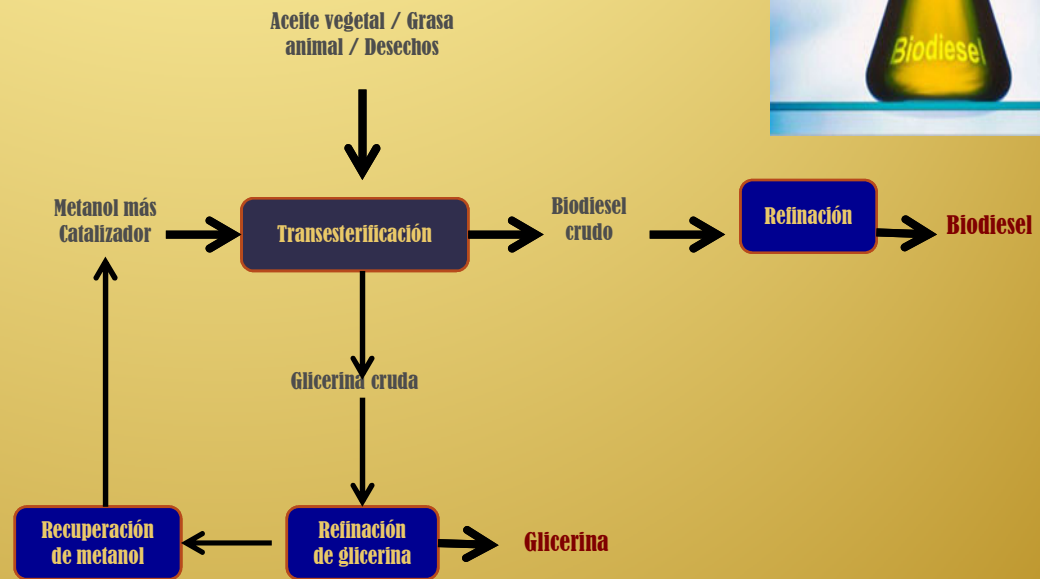 Aceite vegetal / Grasa
animal / Desechos
Biodiesel
Metanol más
Catalizador
Transesterificación
Biodiesel
crudo
Refinación
Biodiesel
Glicerina cruda
Recuperación
de metanol
Refinación
de glicerina
Glicerina